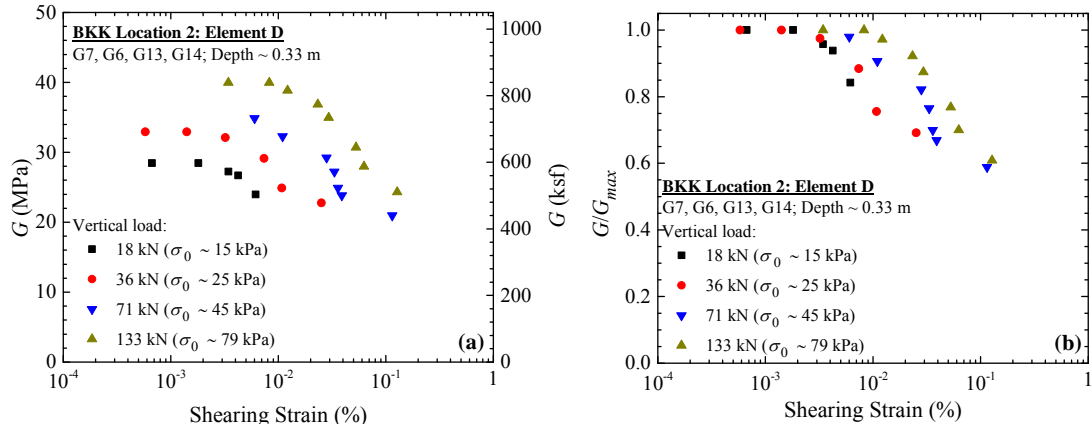 BKK Location 2: Element D
G7, G6, G13, G14; Depth ~ 0.33 m
Vertical load:
18 kN (σ0 ~ 15 kPa)
36 kN (σ0 ~ 25 kPa)
71 kN (σ0 ~ 45 kPa)
133 kN (σ0 ~ 79 kPa)
(a)
G (MPa)
50
40
30
20
10
0
G (ksf)
1000
800
600
400
200
0
10-4
10-3
10-2
10-1
1
Shearing Strain (%)
BKK Location 2: Element D
G7, G6, G13, G14; Depth ~ 0.33 m
Vertical load:
18 kN (σ0 ~ 15 kPa)
36 kN (σ0 ~ 25 kPa)
71 kN (σ0 ~ 45 kPa)
133 kN (σ0 ~ 79 kPa)
(b)
G/Gmax
1.0
0.8
0.6
0.4
0.2
0.0
10-4
10-3
10-2
10-1
1
Shearing Strain (%)